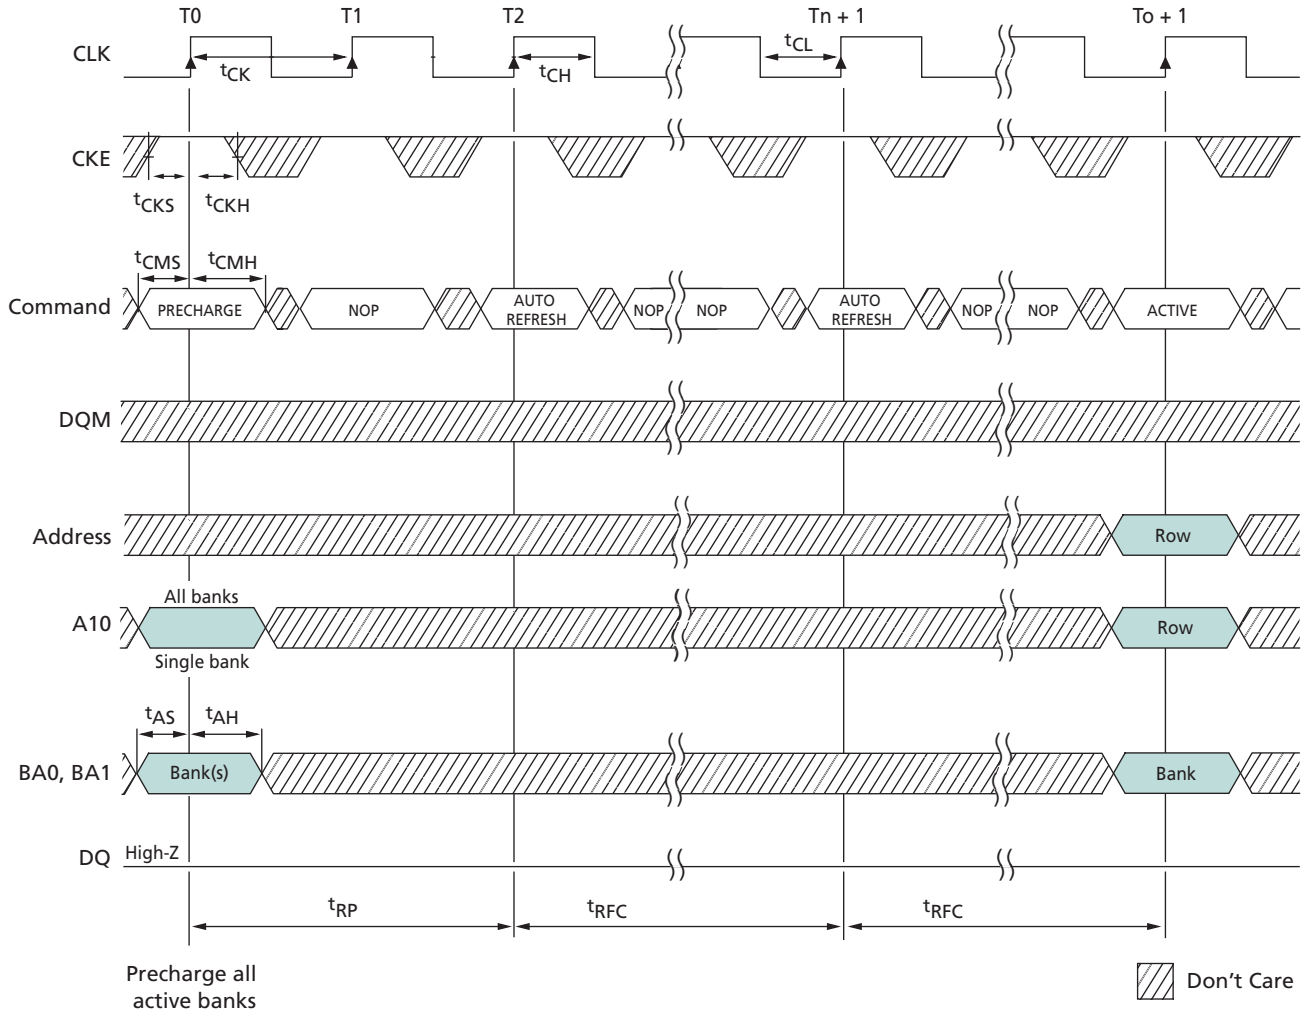 T0 T1 T2 Tn + 1 To + 1
CLK
tCK tCH tCL
CKE
tCKS tCKH
tCMS tCMH
Command PRECHARGE NOP AUTO REFRESH NOP NOP AUTO REFRESH NOP NOP ACTIVE
DQM
Address Row
All banks
A10 Row
Single bank
tAS tAH
BA0, BA1 Bank(s) Bank
DQ High-Z
tRP tRFC tRFC
Precharge all
active banks
Don't Care